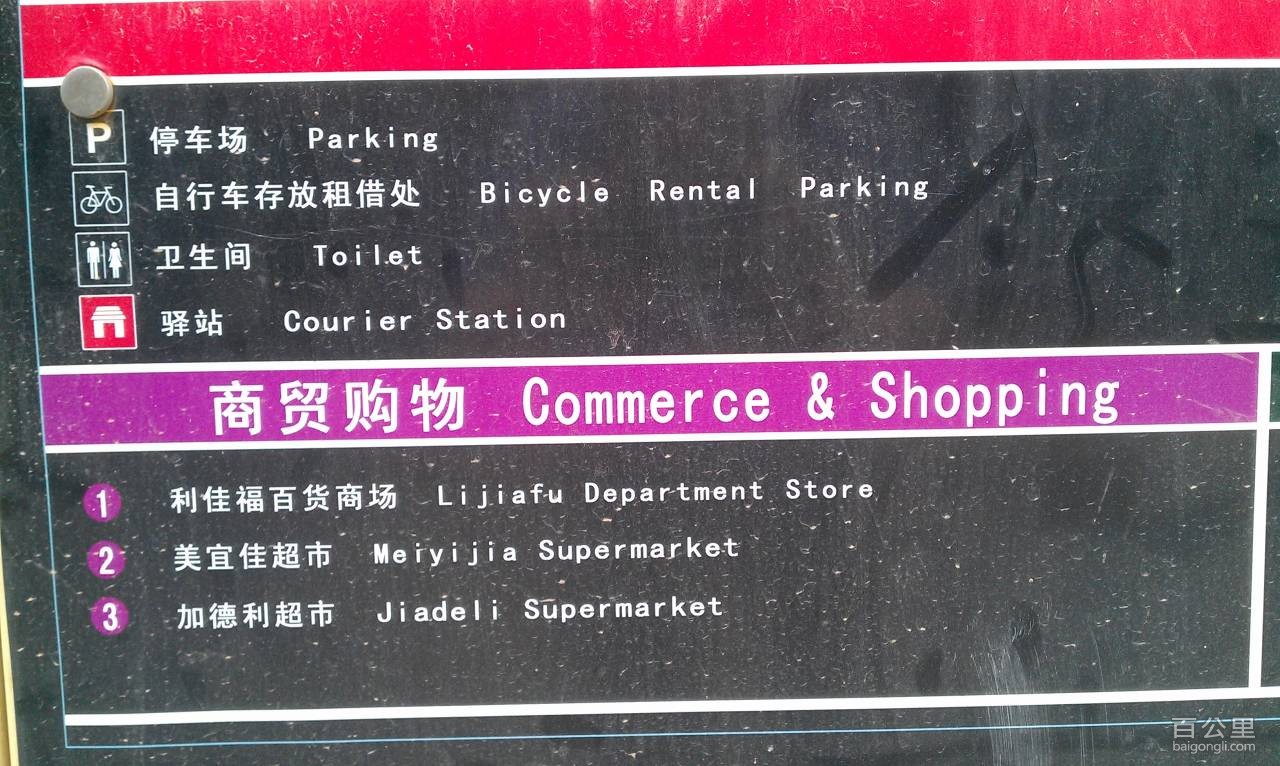 P 停车场 Parking
自行车存放租借处 Bicycle Rental Parking
卫生间 Toilet
驿站 Courier Station
商贸购物 Commerce & Shopping
1 利佳福百货商场 Lijiafu Department Store
2 美宜佳超市 Meiyijia Supermarket
3 加德利超市 Jiadeli Supermarket
百公里
baigongli.com